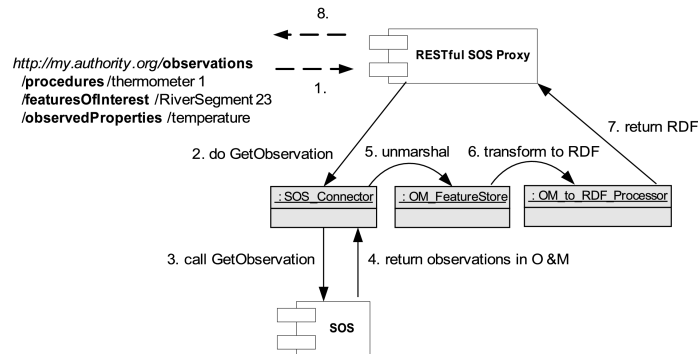 8.
http://my.authority.org/observations
/procedures /thermometer 1
/featuresOfInterest /RiverSegment 23
/observedProperties /temperature
1.
RESTful SOS Proxy
7. return RDF
2. do GetObservation
5. unmarshal
6. transform to RDF
: SOS_Connector
: OM_FeatureStore
: OM_to_RDF_Processor
3. call GetObservation
4. return observations in O &M
SOS